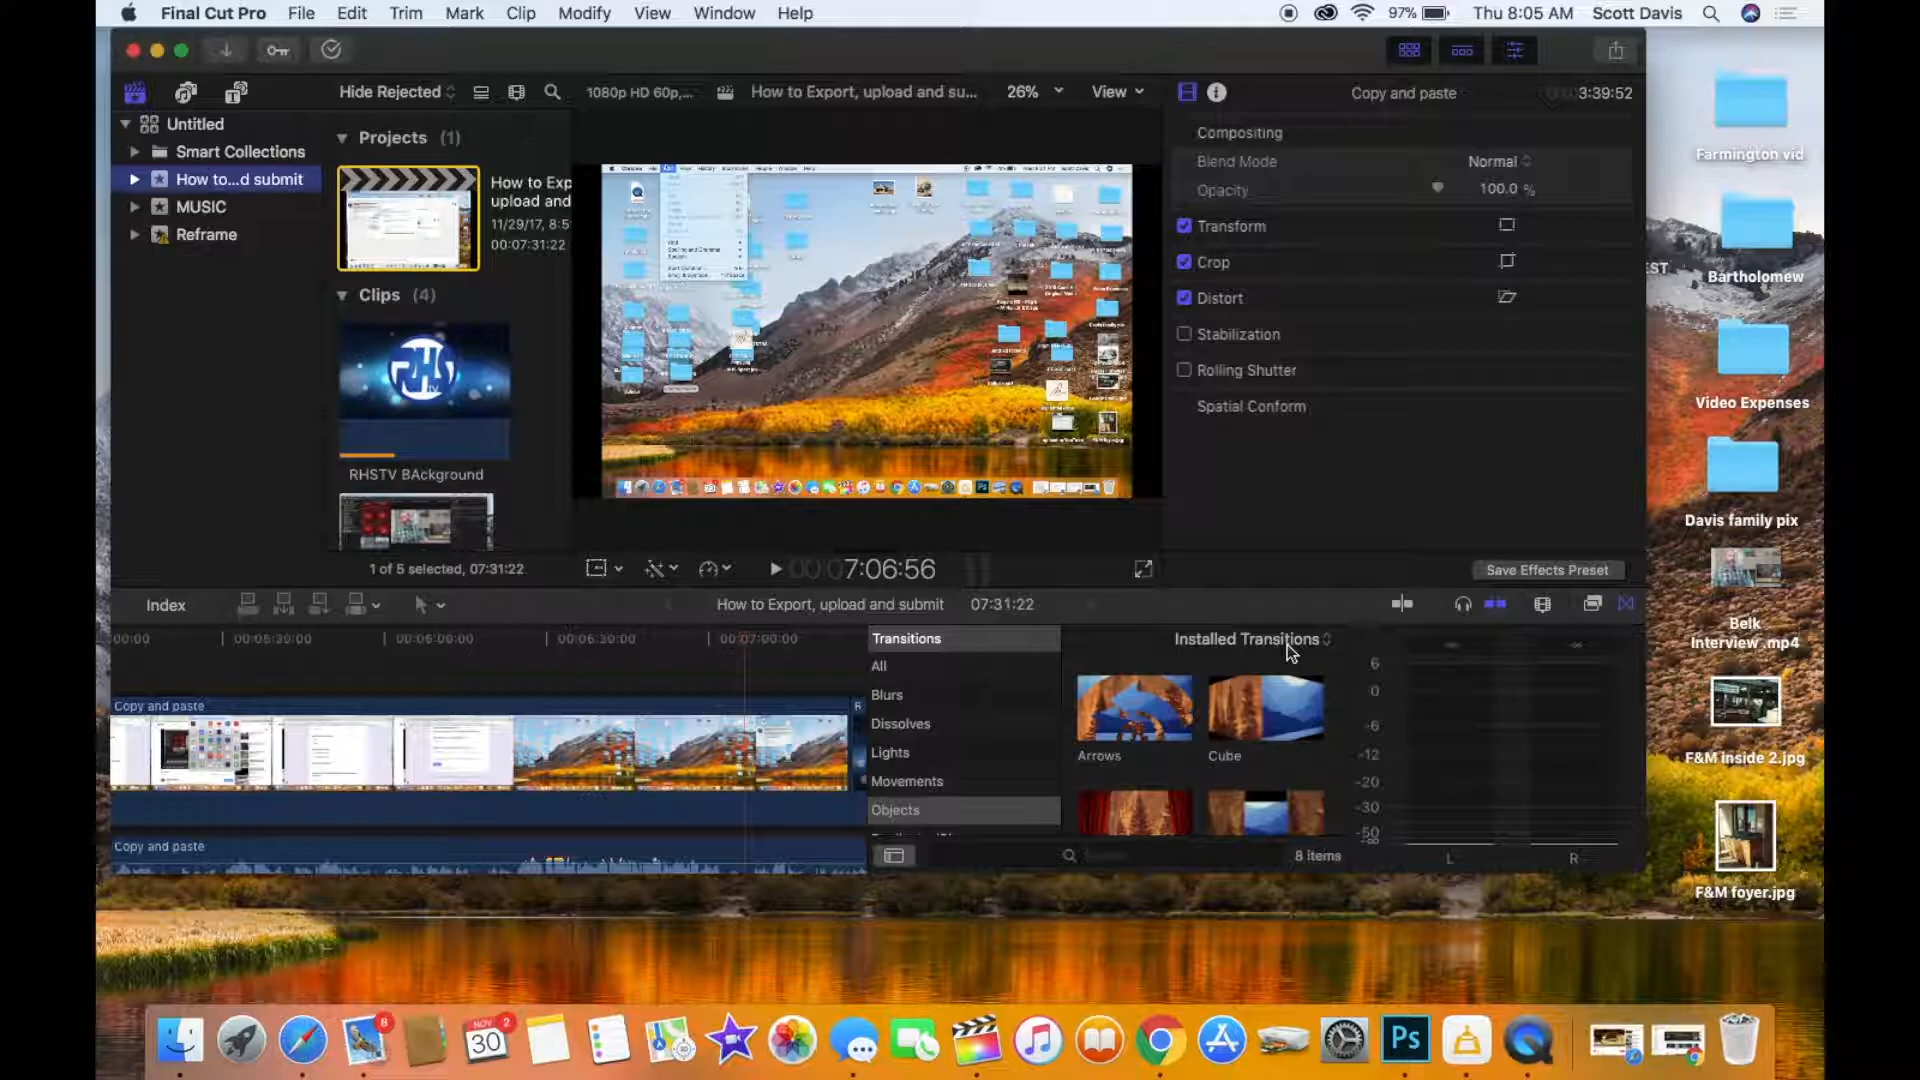 Final Cut Pro File Edit Trim Mark Clip Modify View Window Help 97% Thu 8:05 AM Scott Davis
Hide Rejected 1080p HD 60p,... How to Export, upload and su... 26% View Copy and paste 3:39:52
Untitled
Smart Collections
How to...d submit
MUSIC
Reframe
Projects (1)
How to Exp
upload and
11/29/17, 8:5
00:07:31:22
Clips (4)
RHSTV BAckground
1 of 5 selected, 07:31:22
7:06:56
Compositing
Blend Mode Normal
Opacity 100.0 %
Transform
Crop
Distort
Stabilization
Rolling Shutter
Spatial Conform
Save Effects Preset
Index How to Export, upload and submit 07:31:22
00:00 00:05:30:00 00:06:00:00 00:06:30:00 00:07:00:00
Copy and paste R
Copy and paste
Transitions
All
Blurs
Dissolves
Lights
Movements
Objects
Installed Transitions
Arrows Cube
8 items
6
0
-6
-12
-20
-30
-50
-∞
L R
Farmington vid
EST
Bartholomew
Video Expenses
Davis family pix
Belk
Interview .mp4
F&M inside 2.jpg
F&M foyer.jpg
8
NOV 2
30
Ps